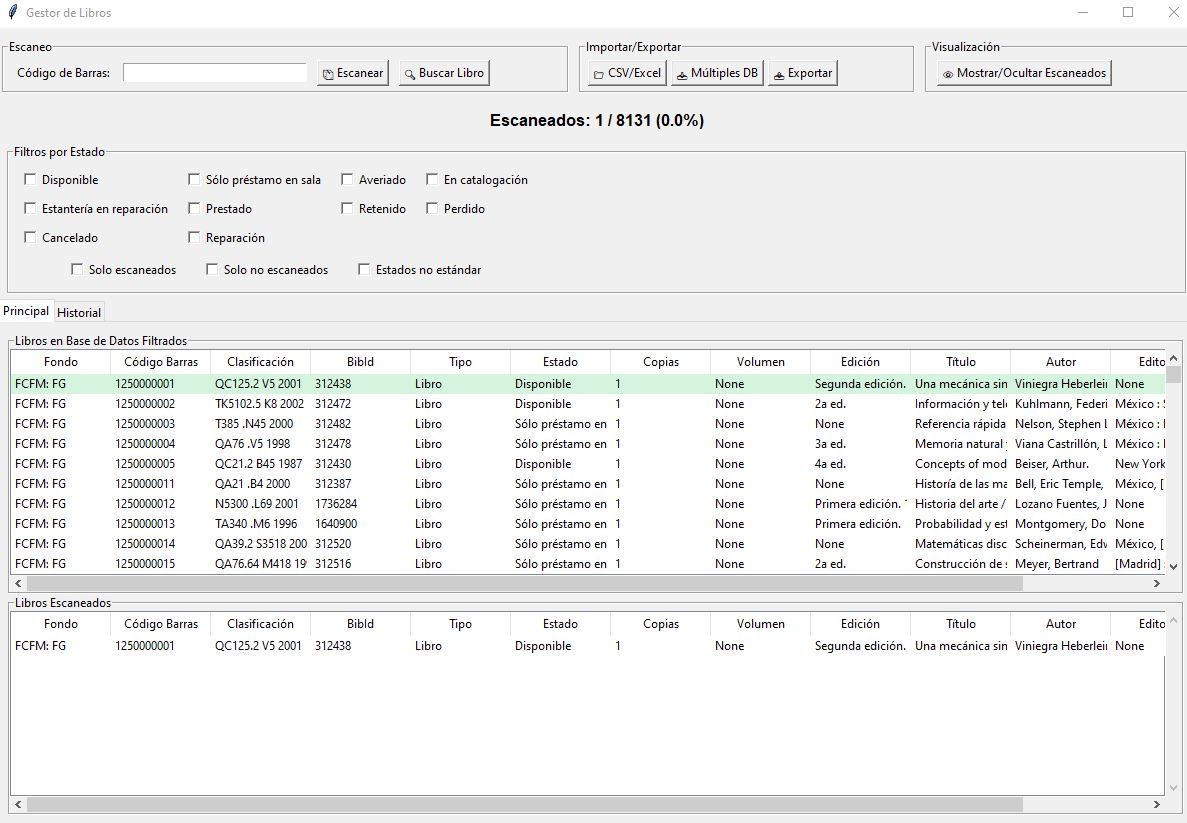 Gestor de Libros
Escaneo
Importar/Exportar
Visualización
Código de Barras: Escanear Buscar Libro CSV/Excel Múltiples DB Exportar Mostrar/Ocultar Escaneados
Escaneados: 1 / 8131 (0.0%)
Filtros por Estado
Disponible Sólo préstamo en sala Averiado En catalogación
Estantería en reparación Prestado Retenido Perdido
Cancelado Reparación
Solo escaneados Solo no escaneados Estados no estándar
Principal Historial
Libros en Base de Datos Filtrados
Fondo Código Barras Clasificación BibId Tipo Estado Copias Volumen Edición Título Autor Edito
FCFM: FG 1250000001 QC125.2 V5 2001 312438 Libro Disponible 1 None Segunda edición. Una mecánica sin Viniegra Heberlein None
FCFM: FG 1250000002 TK5102.5 K8 2002 312472 Libro Disponible 1 None 2a ed. Información y tele Kuhlmann, Federi México :
FCFM: FG 1250000003 T385 .N45 2000 312482 Libro Sólo préstamo en 1 None None Referencia rápida Nelson, Stephen L México :
FCFM: FG 1250000004 QA76 .V5 1998 312478 Libro Sólo préstamo en 1 None 3a ed. Memoria natural y Viana Castrillón, L México :
FCFM: FG 1250000005 QC21.2 B45 1987 312430 Libro Disponible 1 None 4a ed. Concepts of mod Beiser, Arthur. New York
FCFM: FG 1250000011 QA21 .B4 2000 312387 Libro Sólo préstamo en 1 None None Historía de las ma Bell, Eric Temple, México, [
FCFM: FG 1250000012 N5300 .L69 2001 1736284 Libro Sólo préstamo en 1 None Primera edición. Historia del arte / Lozano Fuentes, J None
FCFM: FG 1250000013 TA340 .M6 1996 1640900 Libro Sólo préstamo en 1 None Primera edición. Probabilidad y est Montgomery, Do None
FCFM: FG 1250000014 QA39.2 S3518 200 312520 Libro Sólo préstamo en 1 None None Matemáticas disc Scheinerman, Edw México, [
FCFM: FG 1250000015 QA76.64 M418 19 312516 Libro Sólo préstamo en 1 None 2a ed. Construcción de s Meyer, Bertrand [Madrid] :
Libros Escaneados
Fondo Código Barras Clasificación BibId Tipo Estado Copias Volumen Edición Título Autor Edito
FCFM: FG 1250000001 QC125.2 V5 2001 312438 Libro Disponible 1 None Segunda edición. Una mecánica sin Viniegra Heberlein None